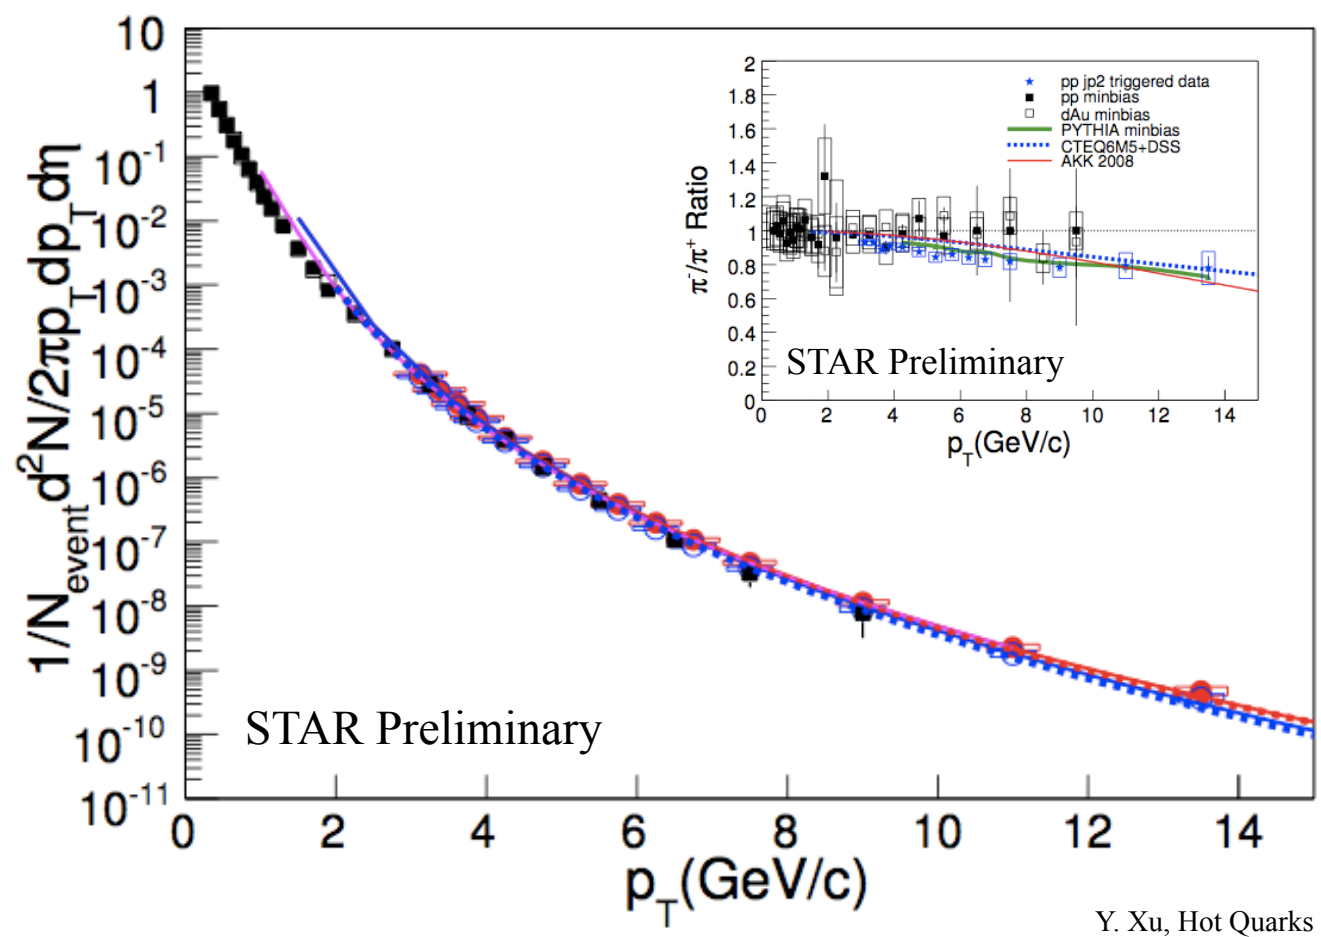 1/N_event d²N/2πp_T dp_T dη
10
1
10⁻¹
10⁻²
10⁻³
10⁻⁴
10⁻⁵
10⁻⁶
10⁻⁷
10⁻⁸
10⁻⁹
10⁻¹⁰
10⁻¹¹
0 2 4 6 8 10 12 14
p_T(GeV/c)
STAR Preliminary
π⁻/π⁺ Ratio
2
1.8
1.6
1.4
1.2
1
0.8
0.6
0.4
0.2
0
0 2 4 6 8 10 12 14
p_T(GeV/c)
pp jp2 triggered data
pp minbias
dAu minbias
PYTHIA minbias
CTEQ6M5+DSS
AKK 2008
STAR Preliminary
Y. Xu, Hot Quarks